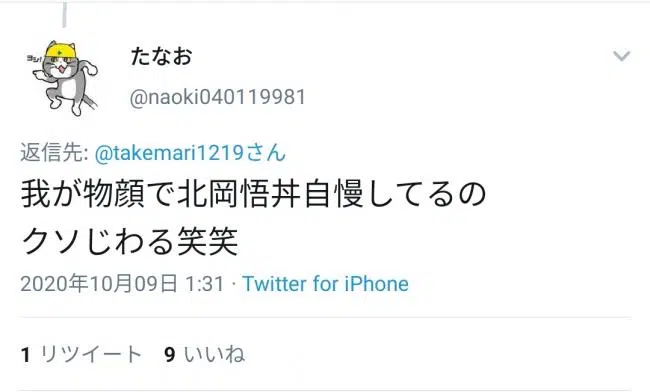 ヨシ!
たなお
@naoki040119981
返信先: @takemari1219さん
我が物顔で北岡悟丼自慢してるの
クソじわる笑笑
2020年10月09日 1:31 · Twitter for iPhone
1 リツイート 9 いいね